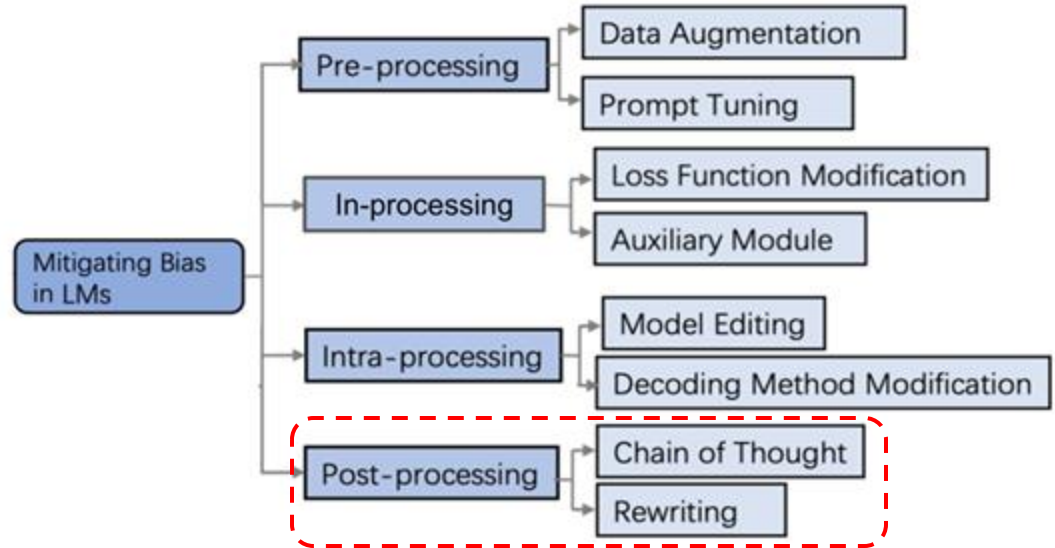 Mitigating Bias
in LMs
Pre-processing
Data Augmentation
Prompt Tuning
In-processing
Loss Function Modification
Auxiliary Module
Intra-processing
Model Editing
Decoding Method Modification
Post-processing
Chain of Thought
Rewriting